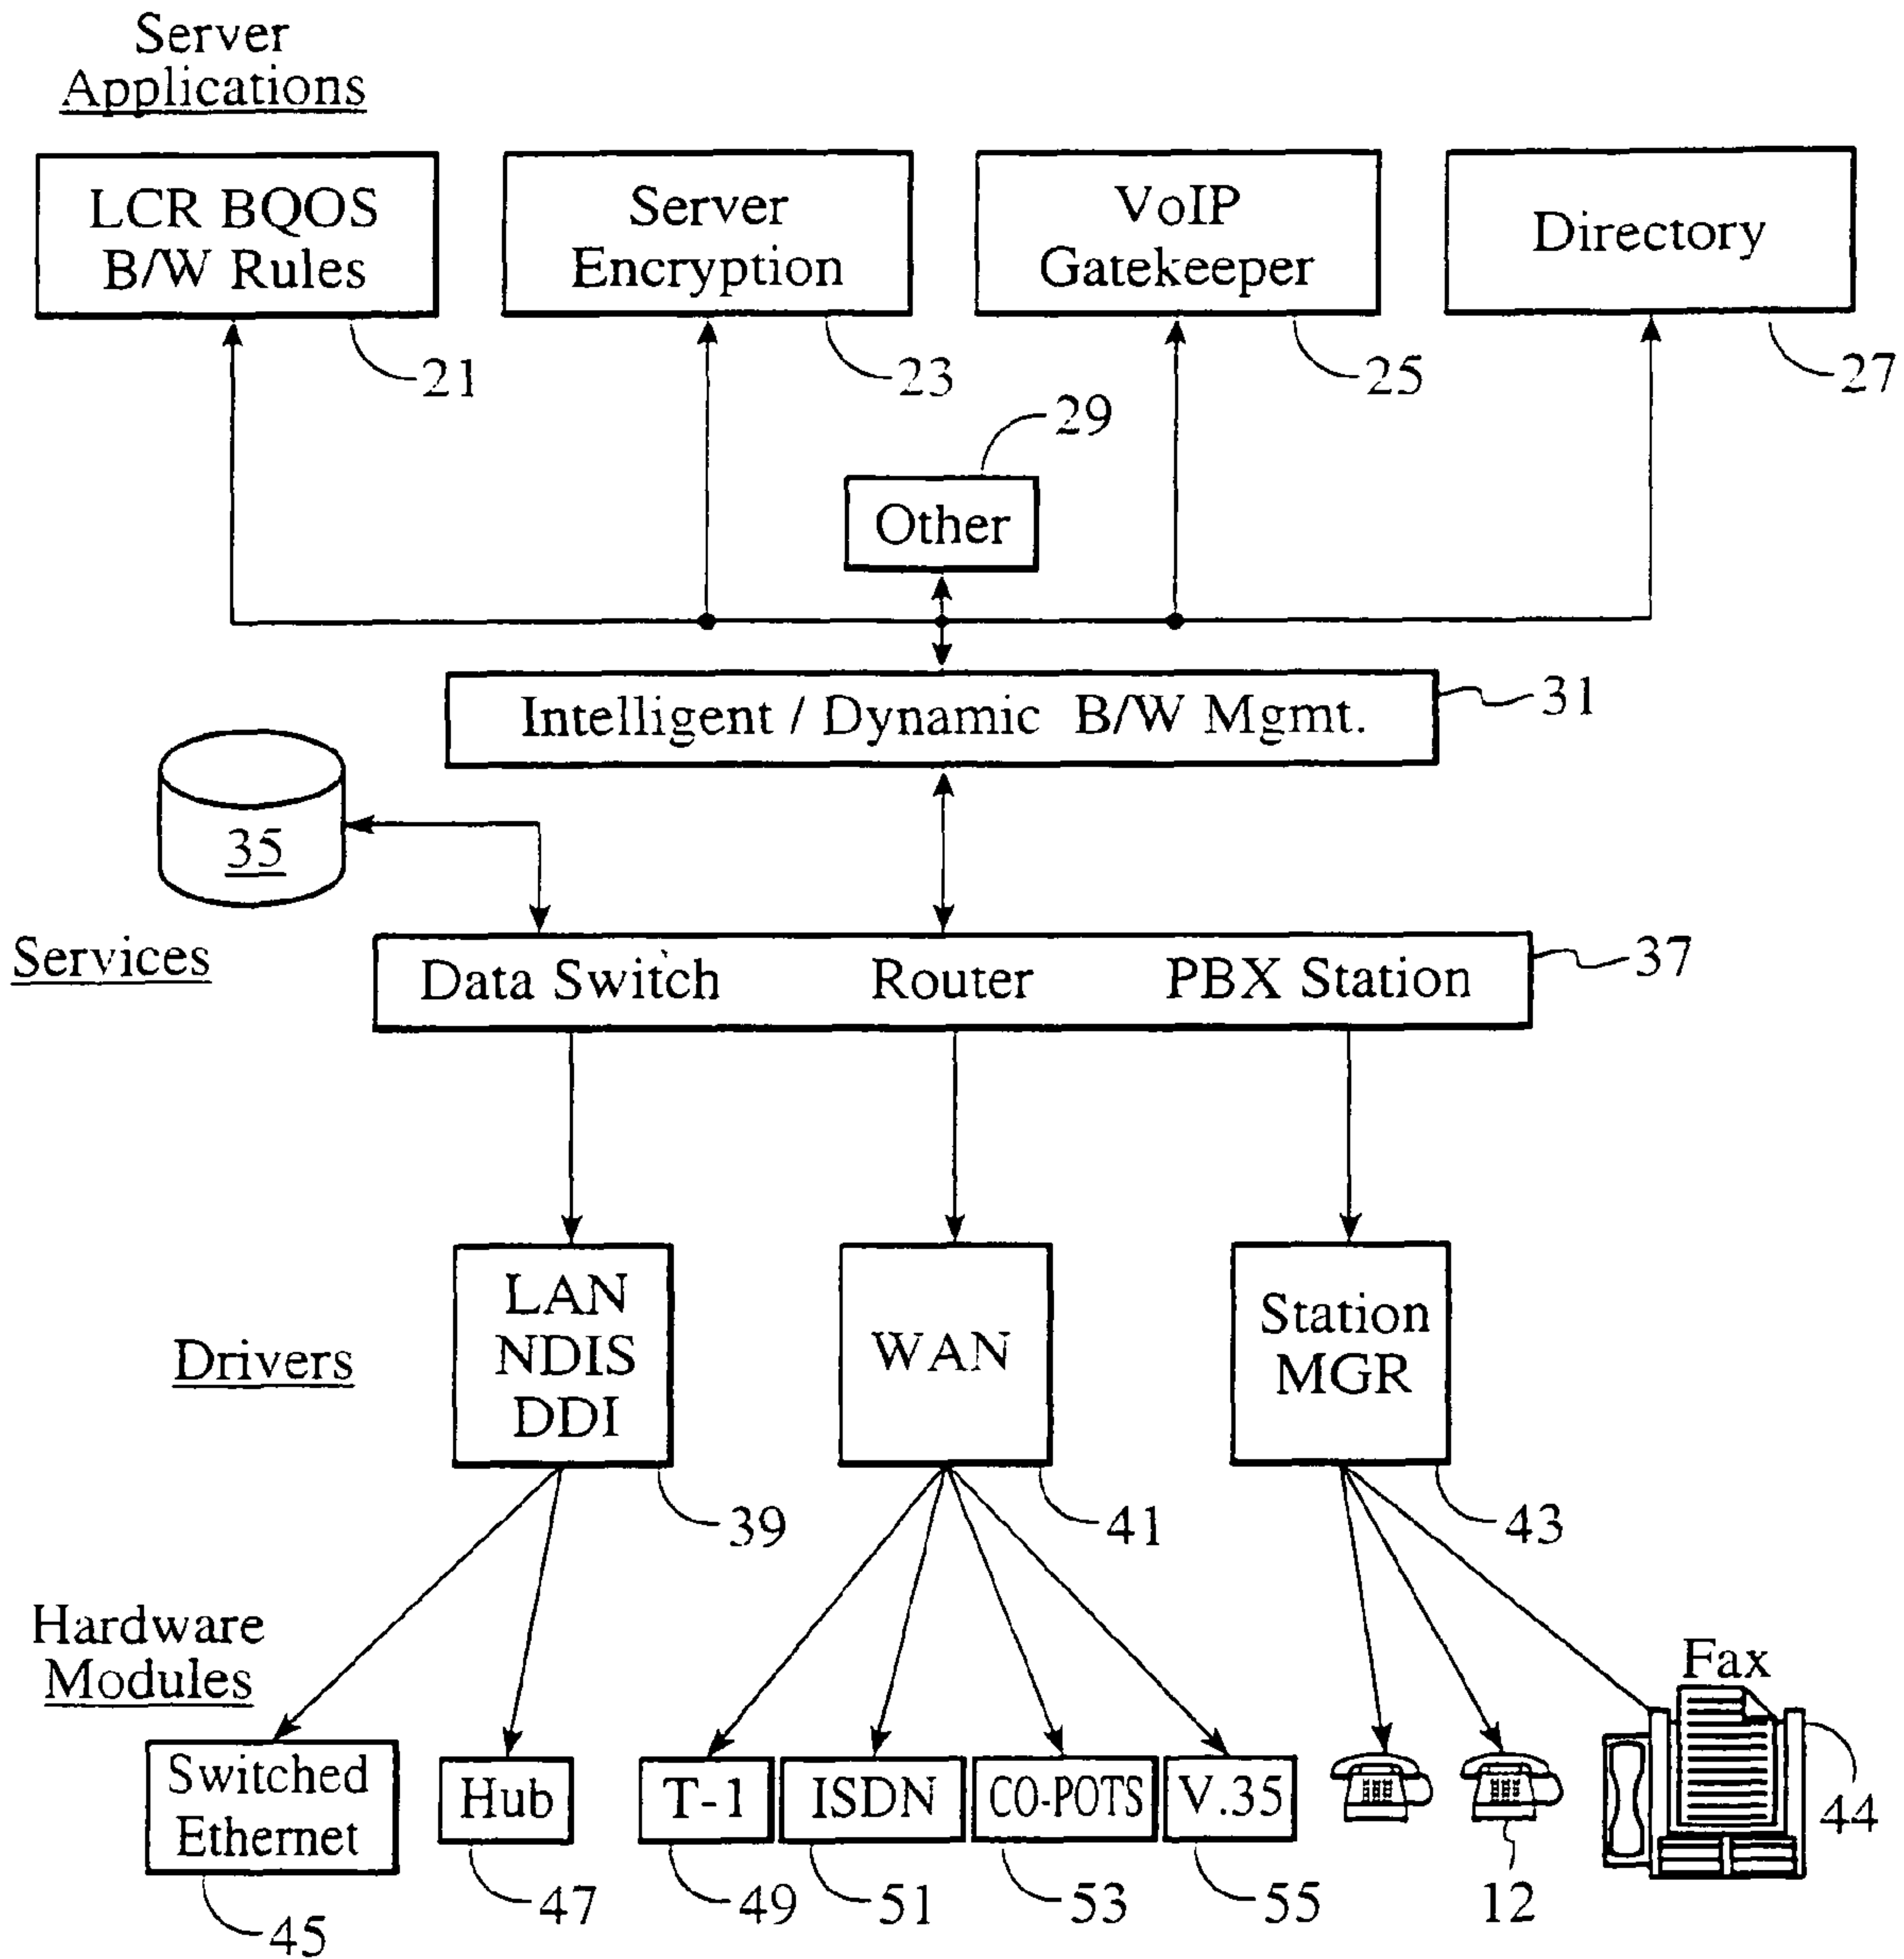 Server
Applications
LCR BQOS
B/W Rules
Server
Encryption
VoIP
Gatekeeper
Directory
21
23
25
27
29
Other
Intelligent / Dynamic B/W Mgmt.
31
35
Services
Data Switch Router PBX Station
37
Drivers
LAN
NDIS
DDI
WAN
Station
MGR
39
41
43
Hardware
Modules
Fax
Switched
Ethernet
Hub
T-1
ISDN
CO-POTS
V.35
44
45
47
49
51
53
55
12